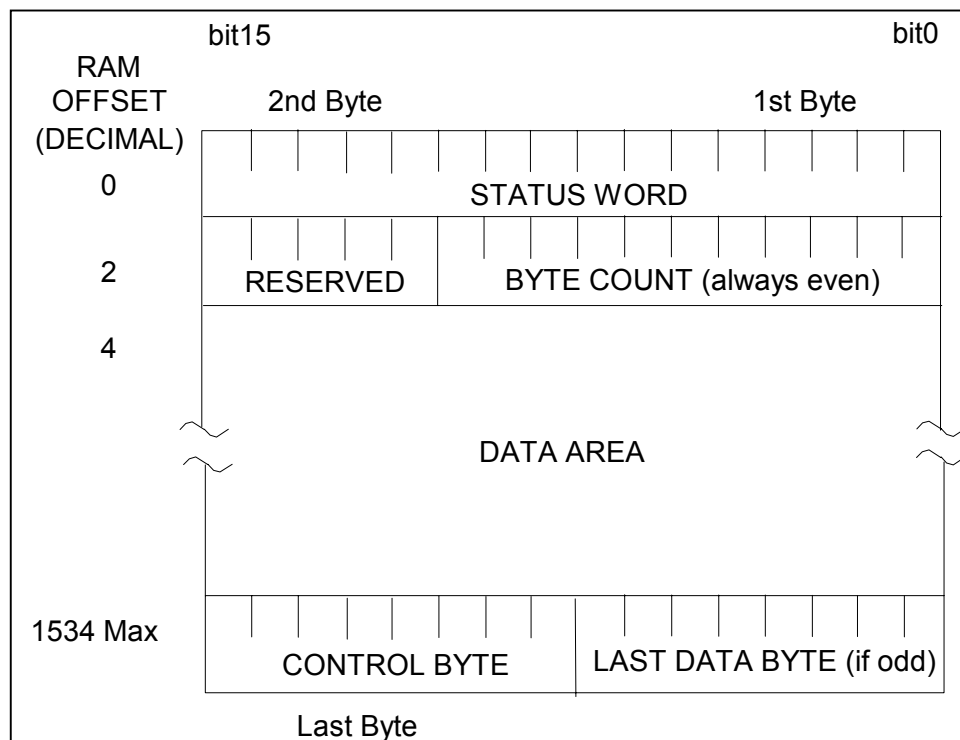 bit15 bit0
RAM
OFFSET
(DECIMAL)
2nd Byte 1st Byte
0 STATUS WORD
2 RESERVED BYTE COUNT (always even)
4
DATA AREA
1534 Max CONTROL BYTE LAST DATA BYTE (if odd)
Last Byte